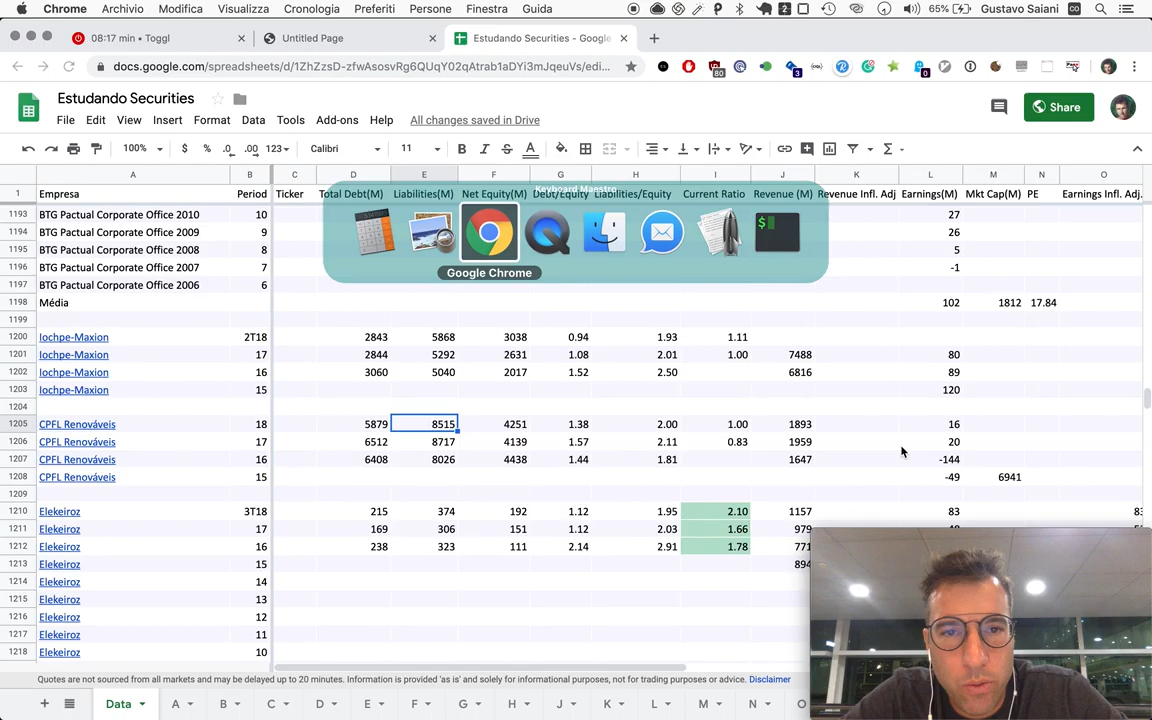 Chrome Archivio Modifica Visualizza Cronologia Preferiti Persone Finestra Guida 2 65% Gustavo Saiani
08:17 min • Toggl Untitled Page Estudando Securities - Google
docs.google.com/spreadsheets/d/1ZhZzsD-zfwAsosvRg6QUqY02qAtrab1aDYi3mJqeuVs/edi... 80 3 0
Estudando Securities
File Edit View Insert Format Data Tools Add-ons Help All changes saved in Drive Share
100% $ % .0 .00 123 Calibri 11 B I S A
A B C D E F G H I J K L M N O
1 Empresa Period Ticker Total Debt(M) Liabilities(M) Net Equity(M) Debt/Equity Liabilities/Equity Current Ratio Revenue (M) Revenue Infl. Adj Earnings(M) Mkt Cap(M) PE Earnings Infl. Adj.
Keyboard Maestro
1193 BTG Pactual Corporate Office 2010 10 27
1194 BTG Pactual Corporate Office 2009 9 26
1195 BTG Pactual Corporate Office 2008 8 5
1196 BTG Pactual Corporate Office 2007 7 -1
Google Chrome
1197 BTG Pactual Corporate Office 2006 6
1198 Média 102 1812 17.84
1199
1200 Iochpe-Maxion 2T18 2843 5868 3038 0.94 1.93 1.11
1201 Iochpe-Maxion 17 2844 5292 2631 1.08 2.01 1.00 7488 80
1202 Iochpe-Maxion 16 3060 5040 2017 1.52 2.50 6816 89
1203 Iochpe-Maxion 15 120
1204
1205 CPFL Renováveis 18 5879 8515 4251 1.38 2.00 1.00 1893 16
1206 CPFL Renováveis 17 6512 8717 4139 1.57 2.11 0.83 1959 20
1207 CPFL Renováveis 16 6408 8026 4438 1.44 1.81 1647 -144
1208 CPFL Renováveis 15 -49 6941
1209
1210 Elekeiroz 3T18 215 374 192 1.12 1.95 2.10 1157 83 83
1211 Elekeiroz 17 169 306 151 1.12 2.03 1.66 979
1212 Elekeiroz 16 238 323 111 2.14 2.91 1.78 771
1213 Elekeiroz 15 894
1214 Elekeiroz 14
1215 Elekeiroz 13
1216 Elekeiroz 12
1217 Elekeiroz 11
1218 Elekeiroz 10
Quotes are not sourced from all markets and may be delayed up to 20 minutes. Information is provided 'as is' and solely for informational purposes, not for trading purposes or advice. Disclaimer
Data A B C D E F G H J K L M N O